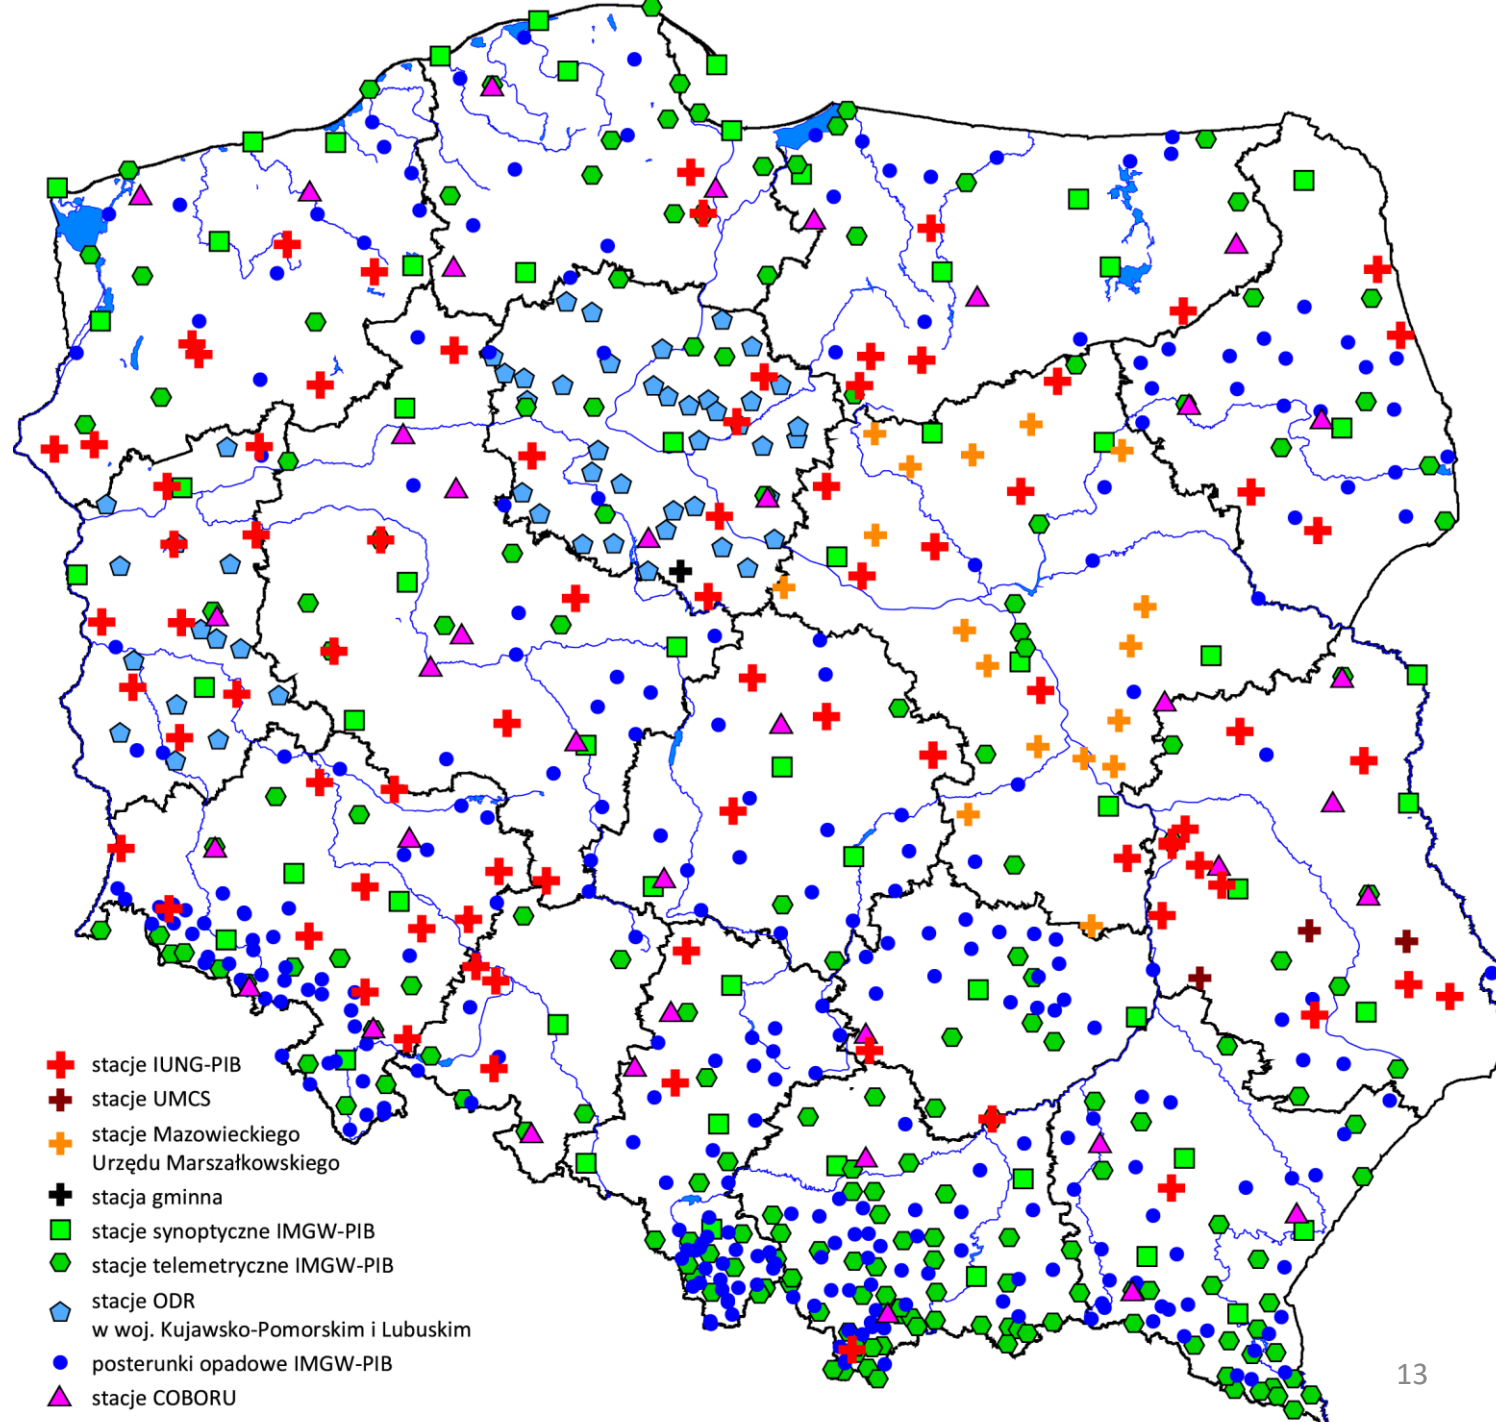 stacje IUNG-PIB
stacje UMCS
stacje Mazowieckiego
Urzędu Marszałkowskiego
stacja gminna
stacje synoptyczne IMGW-PIB
stacje telemetryczne IMGW-PIB
stacje ODR
w woj. Kujawsko-Pomorskim i Lubuskim
posterunki opadowe IMGW-PIB
stacje COBORU
13